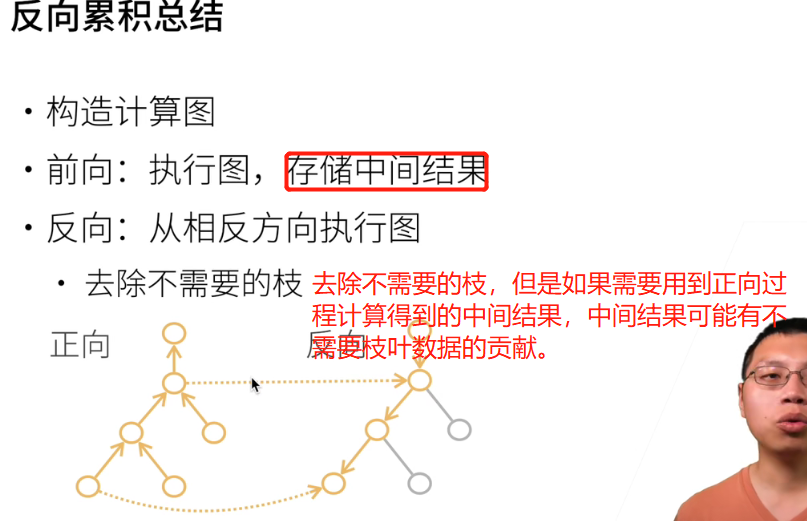 反向累积总结
• 构造计算图
• 前向：执行图，存储中间结果
• 反向：从相反方向执行图
• 去除不需要的枝
去除不需要的枝，但是如果需要用到正向过
程计算得到的中间结果，中间结果可能有不
需要枝叶数据的贡献。
正向
反向